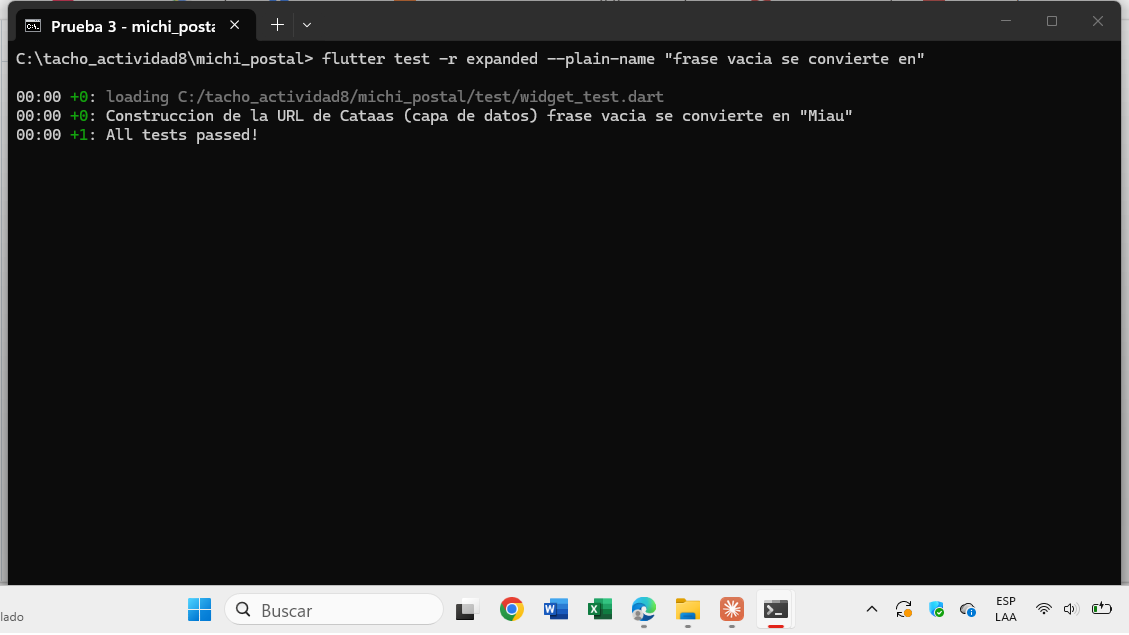 Prueba 3 - michi_posta
C:\tacho_actividad8\michi_postal> flutter test -r expanded --plain-name "frase vacia se convierte en"
00:00 +0: loading C:/tacho_actividad8/michi_postal/test/widget_test.dart
00:00 +0: Construccion de la URL de Cataas (capa de datos) frase vacia se convierte en "Miau"
00:00 +1: All tests passed!
lado
Buscar
ESP
LAA